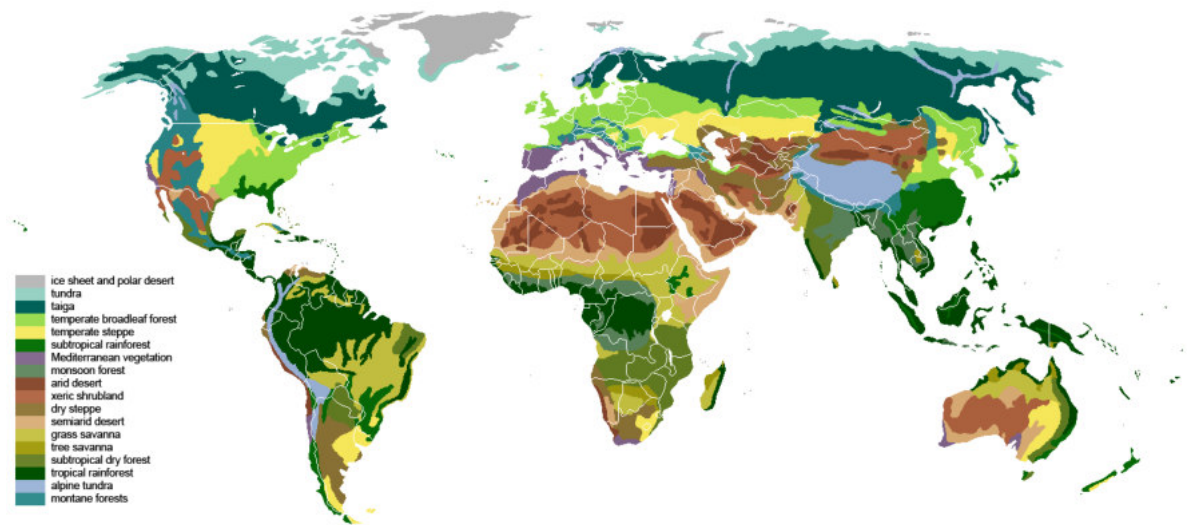 ice sheet and polar desert
tundra
taiga
temperate broadleaf forest
temperate steppe
subtropical rainforest
Mediterranean vegetation
monsoon forest
arid desert
xeric shrubland
dry steppe
semiarid desert
grass savanna
tree savanna
subtropical dry forest
tropical rainforest
alpine tundra
montane forests